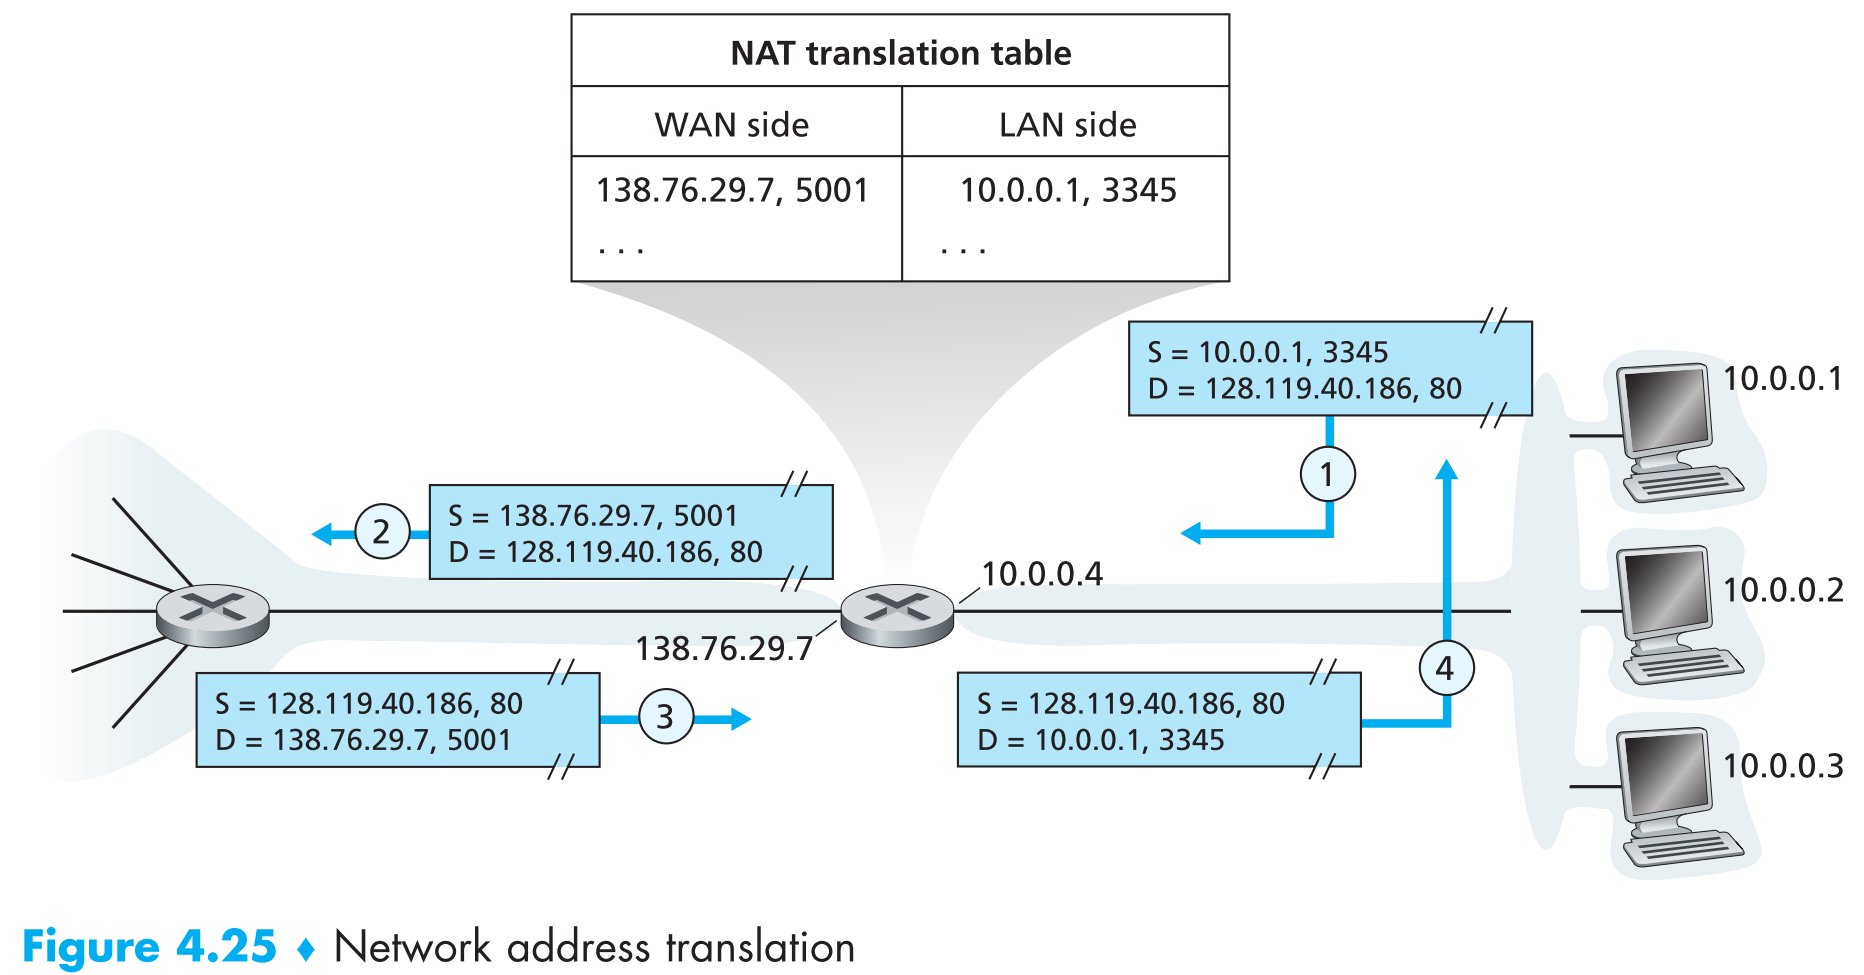 NAT translation table
WAN side LAN side
138.76.29.7, 5001 10.0.0.1, 3345
. . . . . .
S = 10.0.0.1, 3345
D = 128.119.40.186, 80
10.0.0.1
1
S = 138.76.29.7, 5001
D = 128.119.40.186, 80
2
10.0.0.4
10.0.0.2
138.76.29.7
S = 128.119.40.186, 80
D = 138.76.29.7, 5001
3
S = 128.119.40.186, 80
D = 10.0.0.1, 3345
4
10.0.0.3
Figure 4.25 ♦ Network address translation